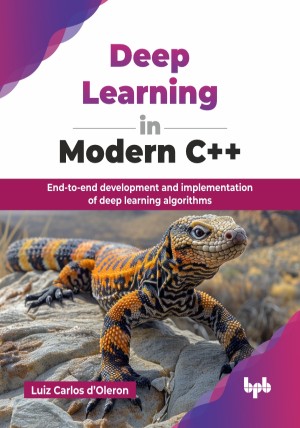 Deep
Learning
in
Modern C++
End-to-end development and implementation
of deep learning algorithms
Luiz Carlos d'Oleron
bpb